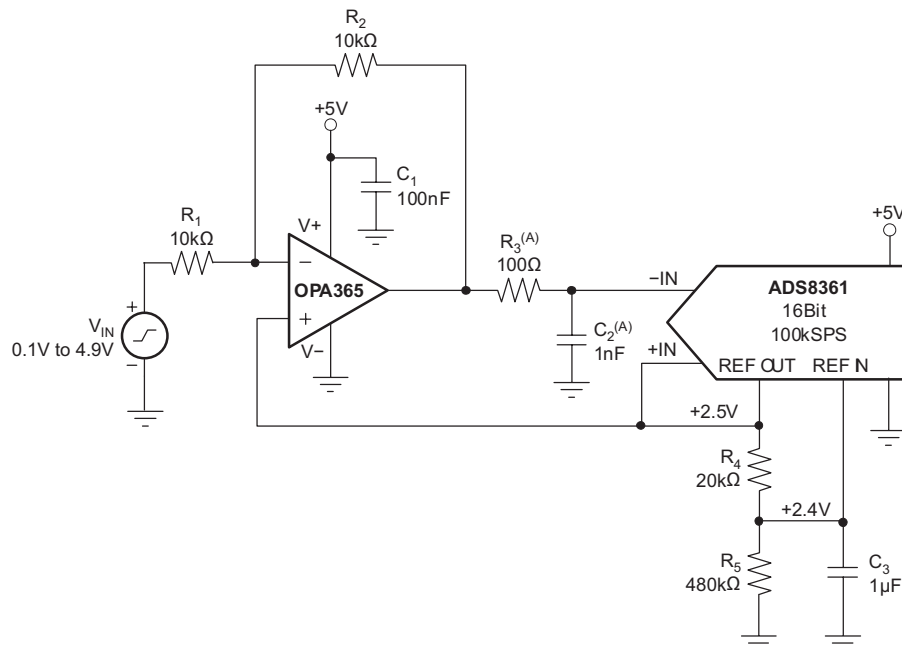 R2
10kΩ
+5V
C1
100nF
R1
10kΩ
V+
R3(A)
100Ω
+5V
−
OPA365
+
V−
−IN
ADS8361
16Bit
100kSPS
+
VIN
0.1V to 4.9V
−
C2(A)
1nF
+IN
REF OUT
REF IN
+2.5V
R4
20kΩ
+2.4V
R5
480kΩ
C3
1µF